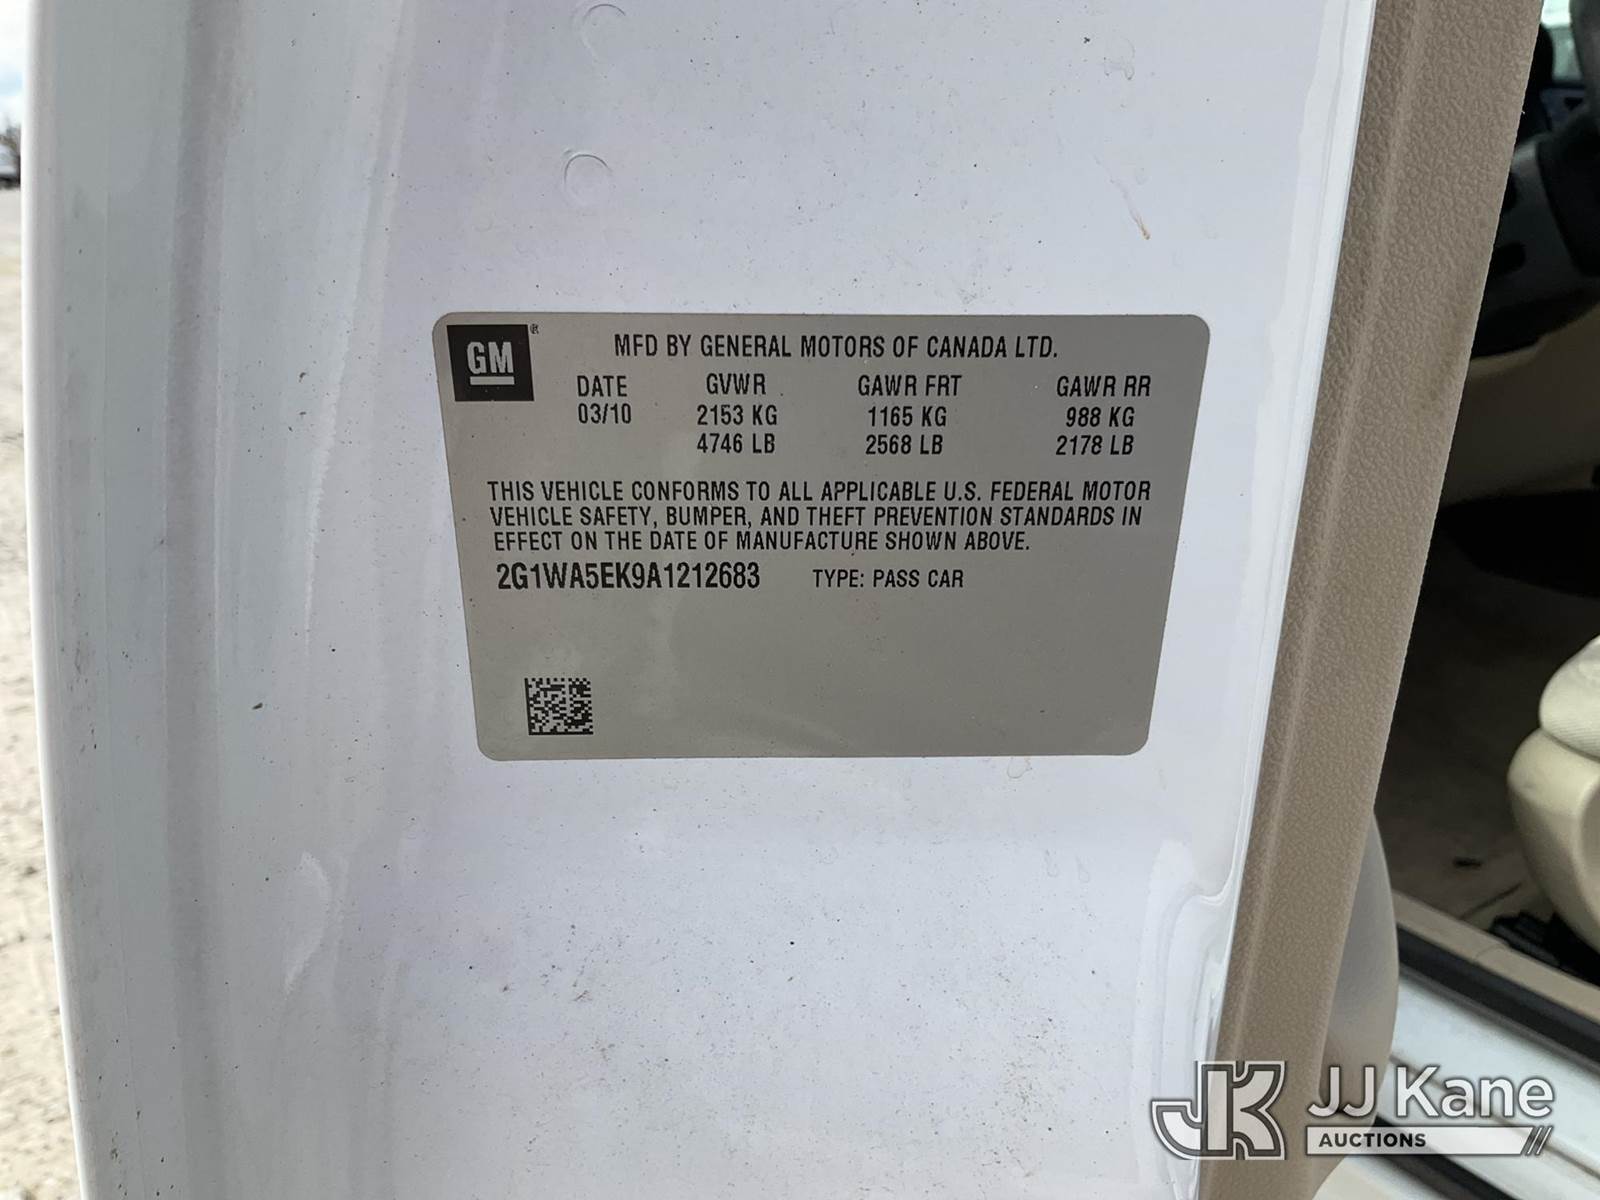 GM®
MFD BY GENERAL MOTORS OF CANADA LTD.
DATE GVWR GAWR FRT GAWR RR
03/10 2153 KG 1165 KG 988 KG
4746 LB 2568 LB 2178 LB
THIS VEHICLE CONFORMS TO ALL APPLICABLE U.S. FEDERAL MOTOR
VEHICLE SAFETY, BUMPER, AND THEFT PREVENTION STANDARDS IN
EFFECT ON THE DATE OF MANUFACTURE SHOWN ABOVE.
2G1WA5EK9A1212683 TYPE: PASS CAR
JK JJ Kane
AUCTIONS